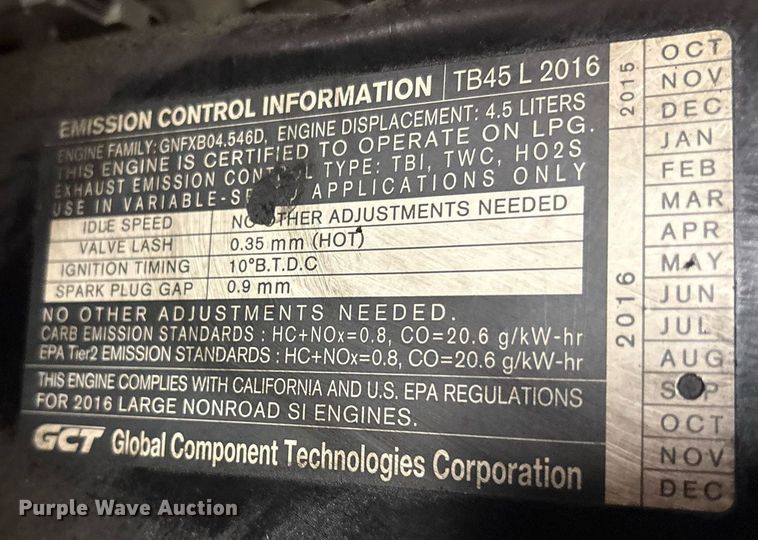 EMISSION CONTROL INFORMATION TB45 L 2016
ENGINE FAMILY: GNFXB04.546D, ENGINE DISPLACEMENT: 4.5 LITERS
THIS ENGINE IS CERTIFIED TO OPERATE ON LPG.
EXHAUST EMISSION CONTROL TYPE: TBI, TWC, HO2S
USE IN VARIABLE- APPLICATIONS ONLY
IDLE SPEED NO OTHER ADJUSTMENTS NEEDED
VALVE LASH 0.35 mm (HOT)
IGNITION TIMING 10°B.T.D.C
SPARK PLUG GAP 0.9 mm
NO OTHER ADJUSTMENTS NEEDED.
CARB EMISSION STANDARDS : HC+NOx=0.8, CO=20.6 g/kW-hr
EPA Tier2 EMISSION STANDARDS : HC+NOx=0.8, CO=20.6 g/kW-hr
THIS ENGINE COMPLIES WITH CALIFORNIA AND U.S. EPA REGULATIONS
FOR 2016 LARGE NONROAD SI ENGINES.
GCT Global Component Technologies Corporation
2015
OCT
NOV
DEC
2016
JAN
FEB
MAR
APR
MAY
JUN
JUL
AUG
SEP
OCT
NOV
DEC
Purple Wave Auction